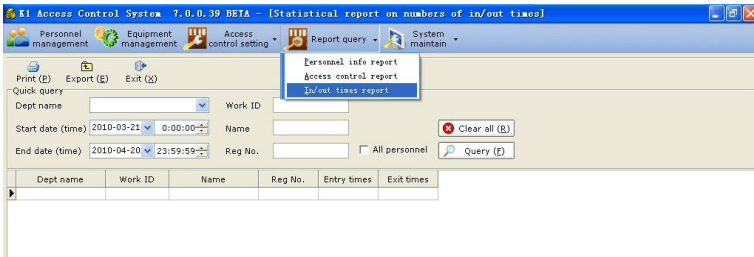 K1 Access Control System 7.0.0.39 BETA - [Statistical report on numbers of in/out times]
Personnel management Equipment management Access control setting Report query System maintain
Personnel info report
Access control report
In/out times report
Print (P) Export (E) Exit (X)
Quick query
Dept name Work ID
Start date (time) 2010-03-21 0:00:00 Name Clear all (R)
End date (time) 2010-04-20 23:59:59 Reg No. All personnel Query (F)
Dept name Work ID Name Reg No. Entry times Exit times